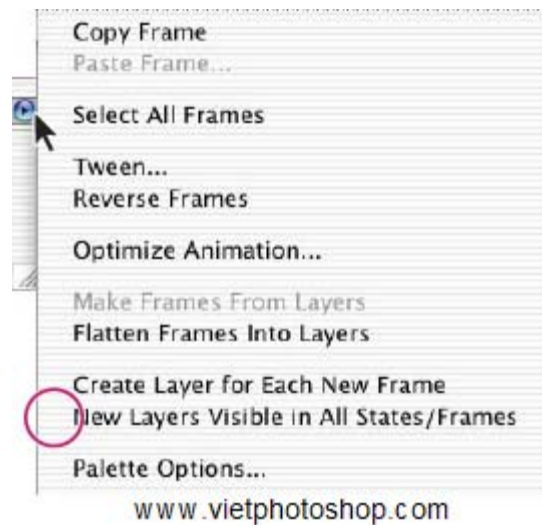 Copy Frame
Paste Frame...
Select All Frames
Tween...
Reverse Frames
Optimize Animation...
Make Frames From Layers
Flatten Frames Into Layers
Create Layer for Each New Frame
New Layers Visible in All States/Frames
Palette Options...
www.vietphotoshop.com